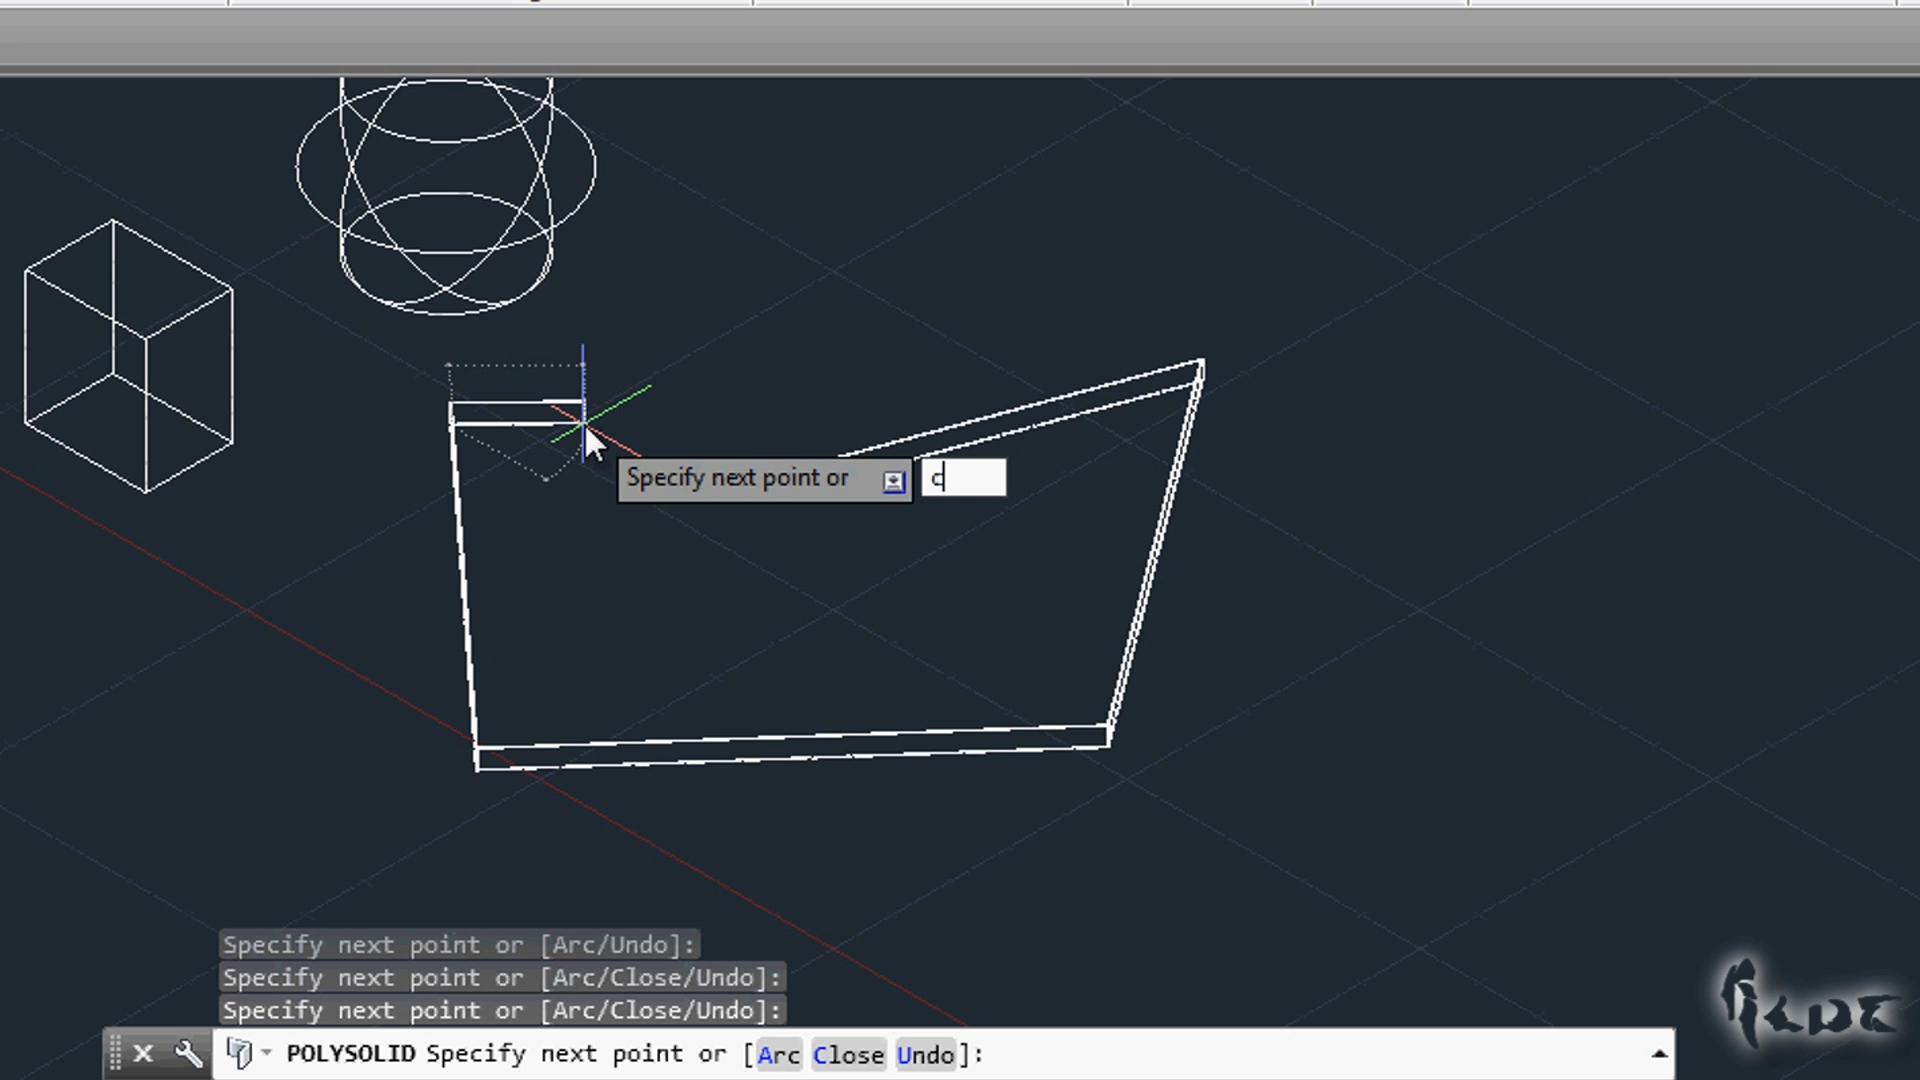 Specify next point or
c
Specify next point or [Arc/Undo]:
Specify next point or [Arc/Close/Undo]:
Specify next point or [Arc/Close/Undo]:
POLYSOLID Specify next point or [Arc Close Undo]: